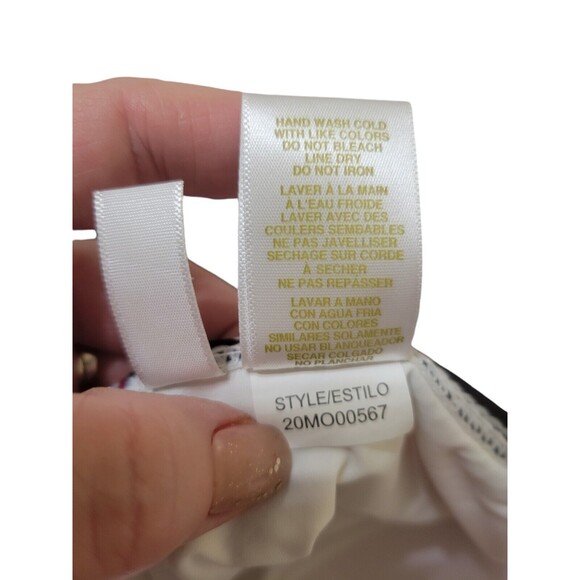 HAND WASH COLD
WITH LIKE COLORS
DO NOT BLEACH
LINE DRY
DO NOT IRON
LAVER À LA MAIN
À L'EAU FROIDE
LAVER AVEC DES
COULERS SEMBABLES
NE PAS JAVELLISER
SECHAGE SUR CORDE
À SECHER
NE PAS REPASSER
LAVAR A MANO
CON AGUA FRIA
CON COLORES
SIMILARES SOLAMENTE
NO USAR BLANQUEADOR
SECAR COLGADO
NO PLANCHAR
STYLE/ESTILO
20MO00567